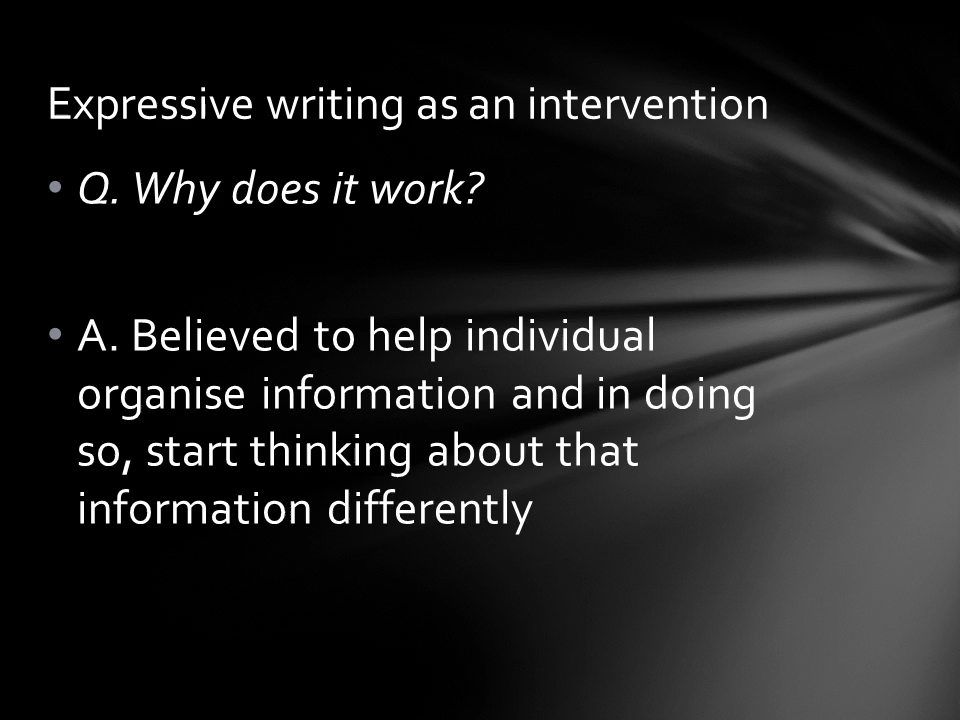 Expressive writing as an intervention
• Q. Why does it work?
• A. Believed to help individual
organise information and in doing
so, start thinking about that
information differently